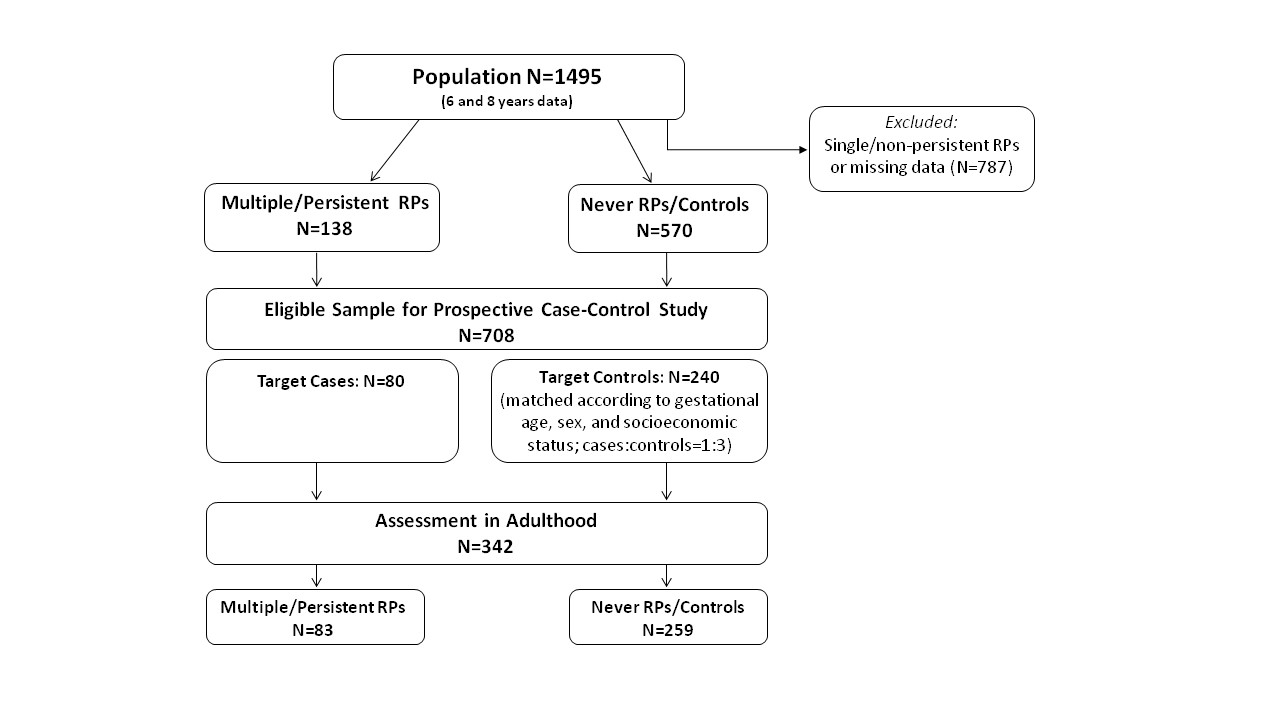 Population N=1495
(6 and 8 years data)
Excluded:
Single/non-persistent RPs
or missing data (N=787)
Multiple/Persistent RPs
N=138
Never RPs/Controls
N=570
Eligible Sample for Prospective Case-Control Study
N=708
Target Cases: N=80
Target Controls: N=240
(matched according to gestational
age, sex, and socioeconomic
status; cases:controls=1:3)
Assessment in Adulthood
N=342
Multiple/Persistent RPs
N=83
Never RPs/Controls
N=259